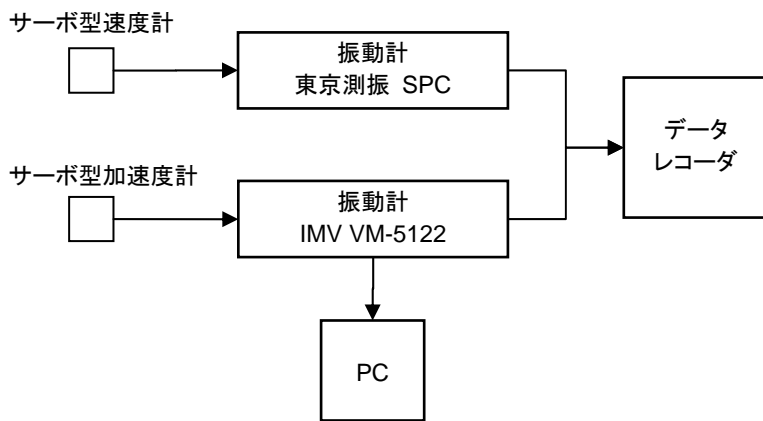 サーボ型速度計
振動計
東京測振 SPC
データ
レコーダ
サーボ型加速度計
振動計
IMV VM-5122
PC